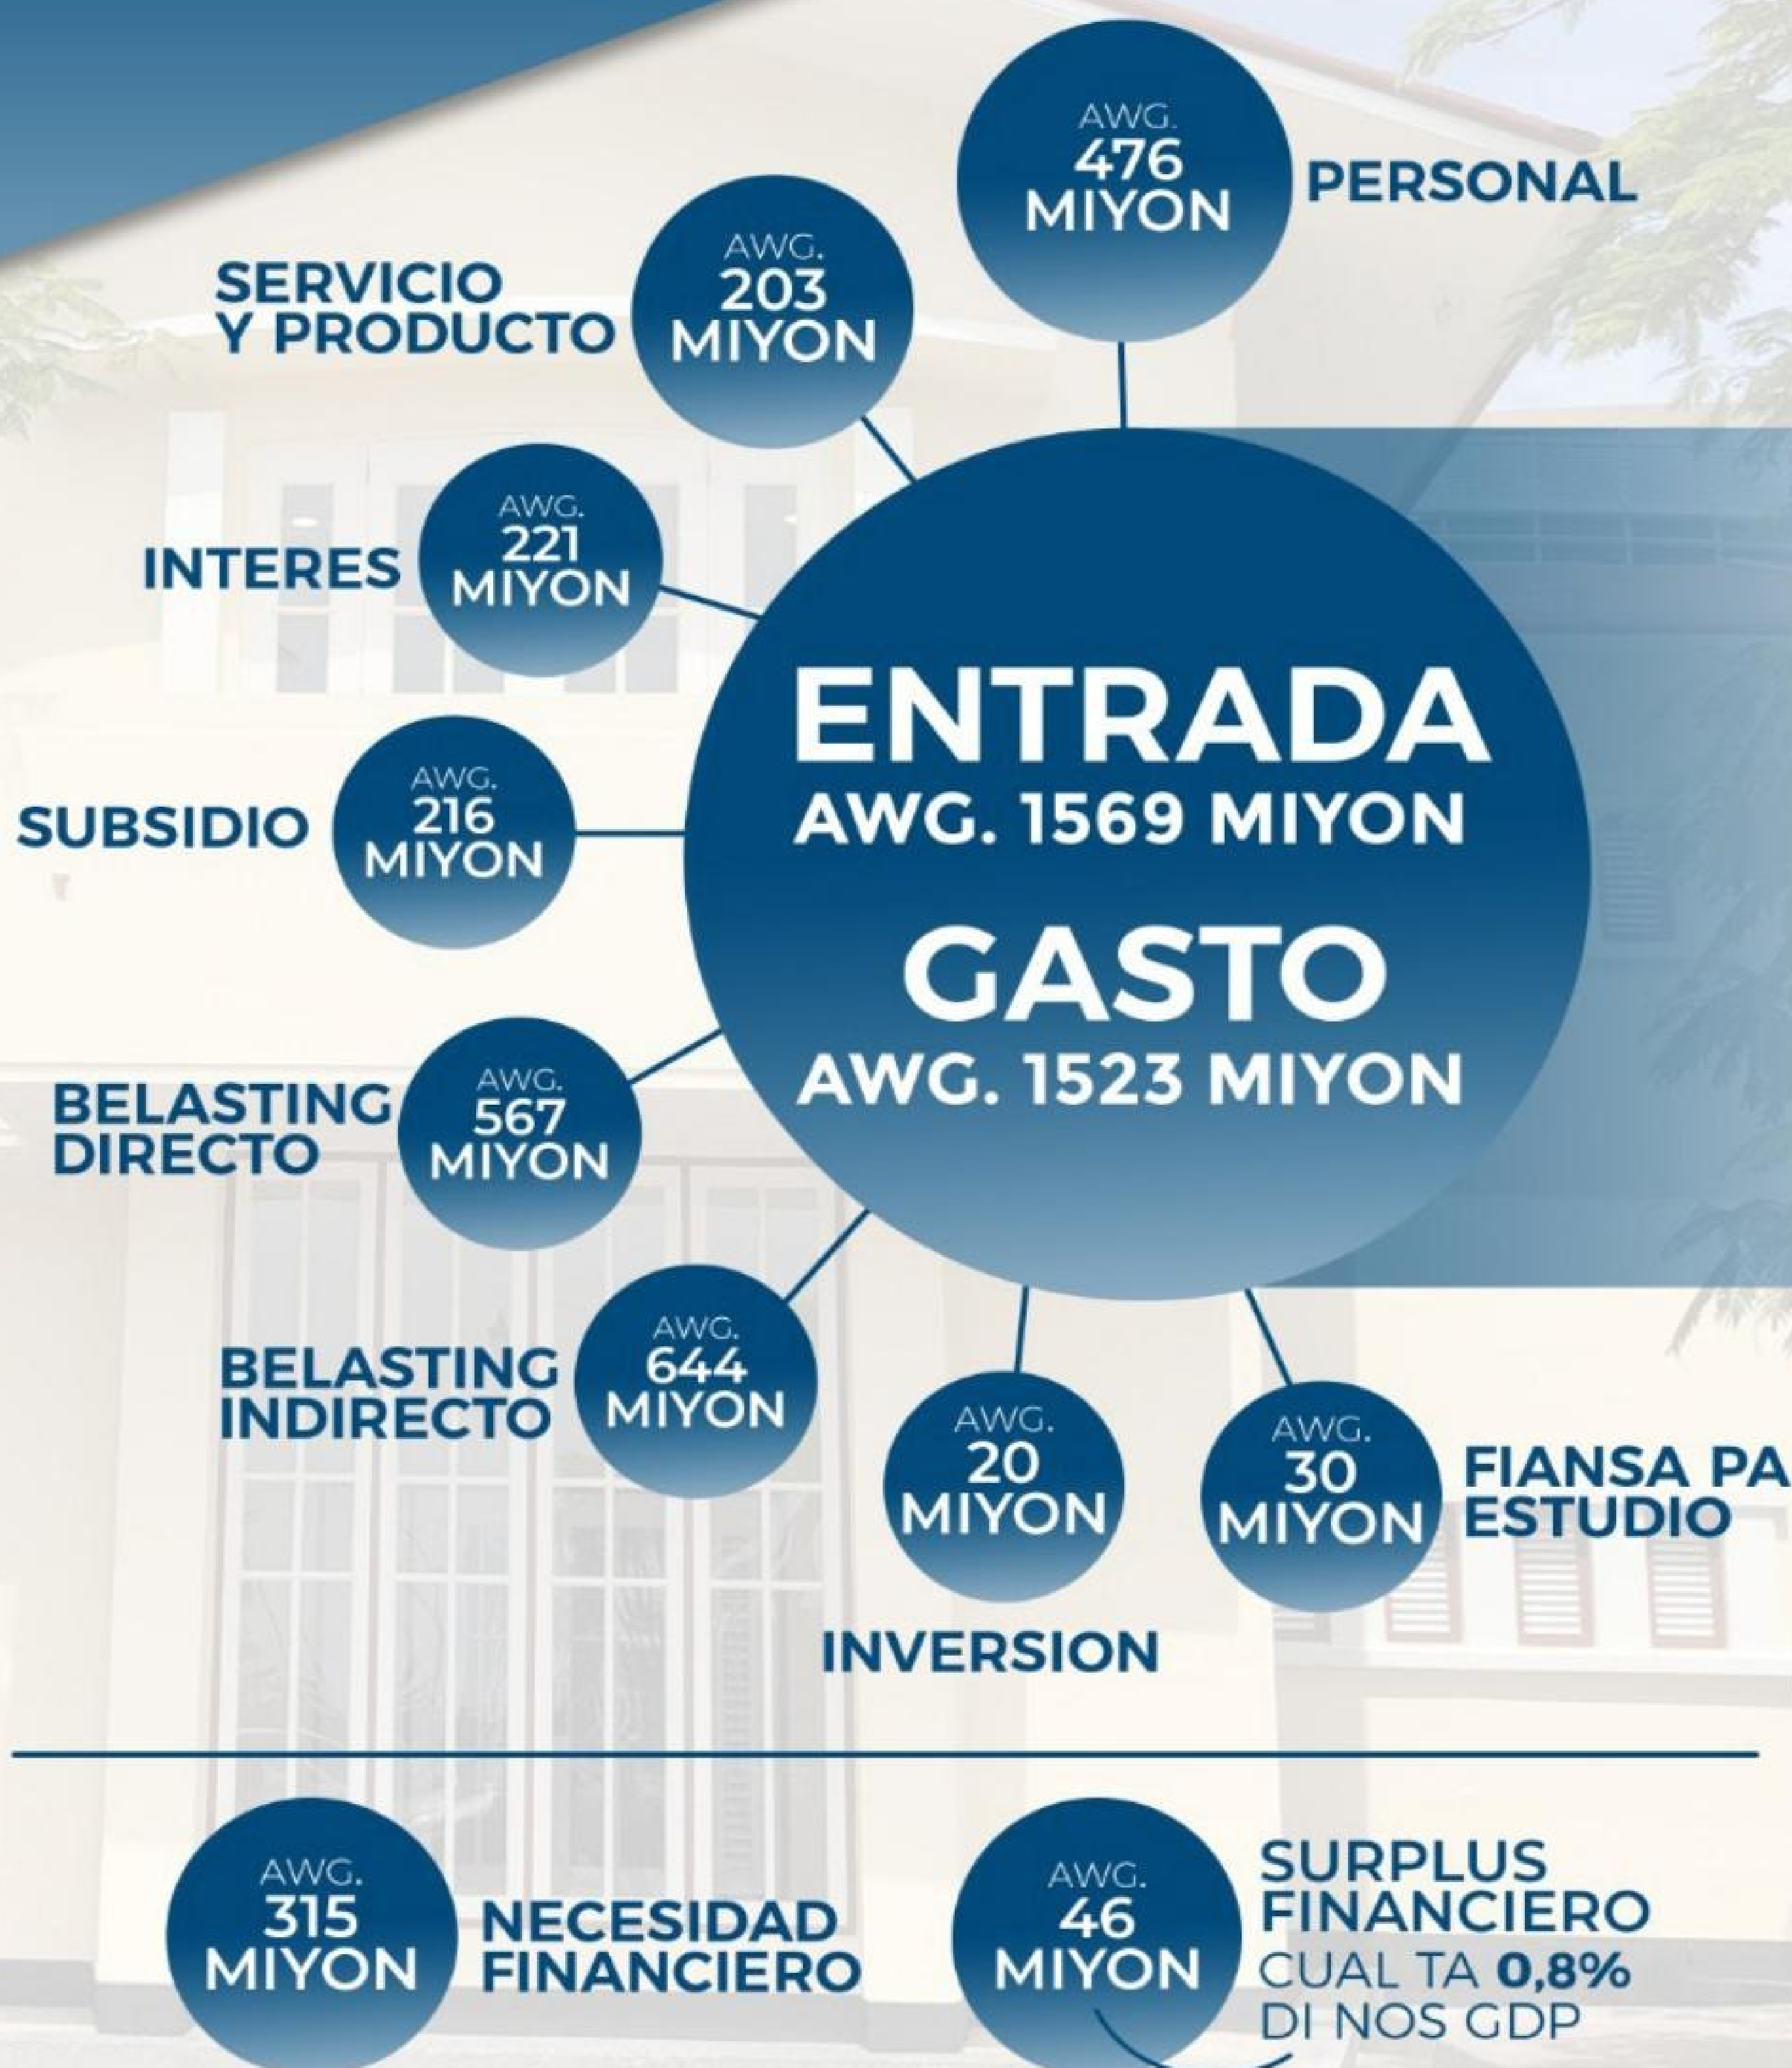 AWG.
476
MIYON
PERSONAL
SERVICIO
Y PRODUCTO
AWG.
203
MIYON
INTERES
AWG.
221
MIYON
SUBSIDIO
AWG.
216
MIYON
ENTRADA
AWG. 1569 MIYON
GASTO
AWG. 1523 MIYON
BELASTING
DIRECTO
AWG.
567
MIYON
BELASTING
INDIRECTO
AWG.
644
MIYON
AWG.
20
MIYON
INVERSION
AWG.
30
MIYON
FIANSA PA
ESTUDIO
AWG.
315
MIYON
NECESIDAD
FINANCIERO
AWG.
46
MIYON
SURPLUS
FINANCIERO
CUAL TA 0,8%
DI NOS GDP